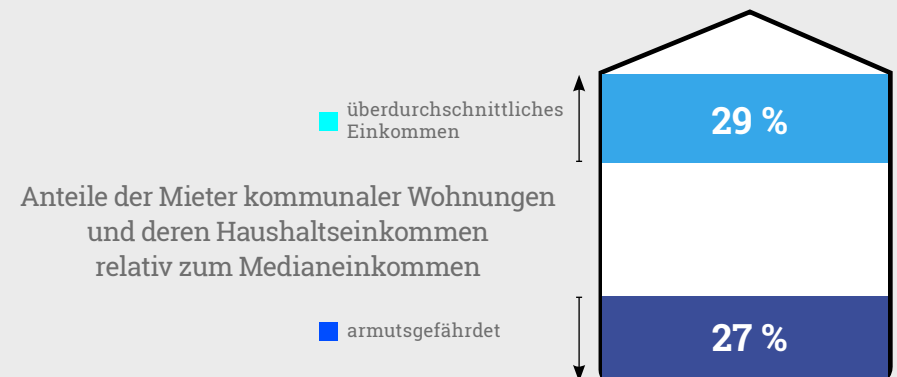 29 %
überdurchschnittliches
Einkommen
Anteile der Mieter kommunaler Wohnungen
und deren Haushaltseinkommen
relativ zum Medianeinkommen
armutsgefährdet
27 %